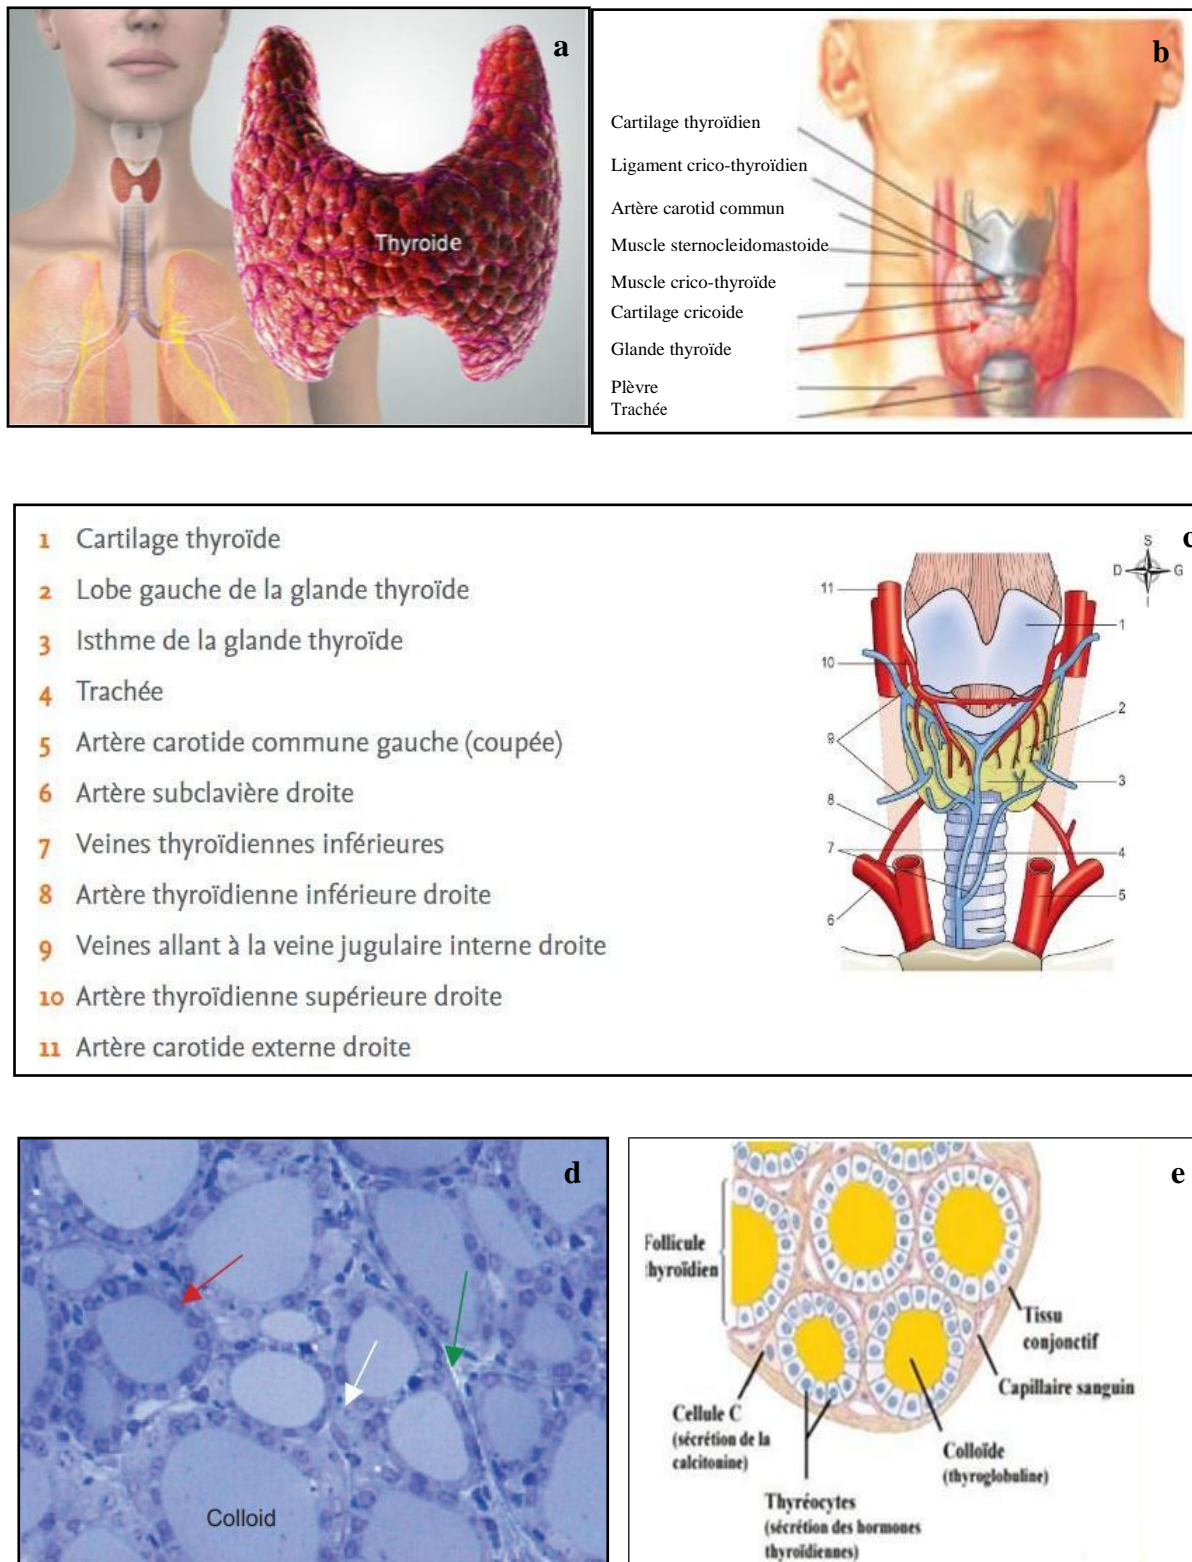 a
Thyroide
b
Cartilage thyroïdien
Ligament crico-thyroïdien
Artère carotid commun
Muscle sternocleidomastoide
Muscle crico-thyroïde
Cartilage cricoide
Glande thyroïde
Plèvre
Trachée
1 Cartilage thyroïde
2 Lobe gauche de la glande thyroïde
3 Isthme de la glande thyroïde
4 Trachée
5 Artère carotide commune gauche (coupée)
6 Artère subclavière droite
7 Veines thyroïdiennes inférieures
8 Artère thyroïdienne inférieure droite
9 Veines allant à la veine jugulaire interne droite
10 Artère thyroïdienne supérieure droite
11 Artère carotide externe droite
c
S
D G
I
11
1
10
2
9
3
8
7 4
6 5
d
Colloid
e
Follicule
hyroïdien
Tissu
conjonctif
Capillaire sanguin
Cellule C
(sécrétion de la
calcitonine)
Colloïde
(thyroglobuline)
Thyréocytes
(sécrétion des hormones
thyroïdiennes)